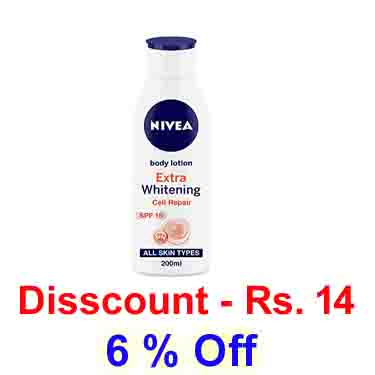 NIVEA
body lotion
Extra
Whitening
Cell Repair
SPF 15
ALL SKIN TYPES
200ml
Disscount - Rs. 14
6 % Off